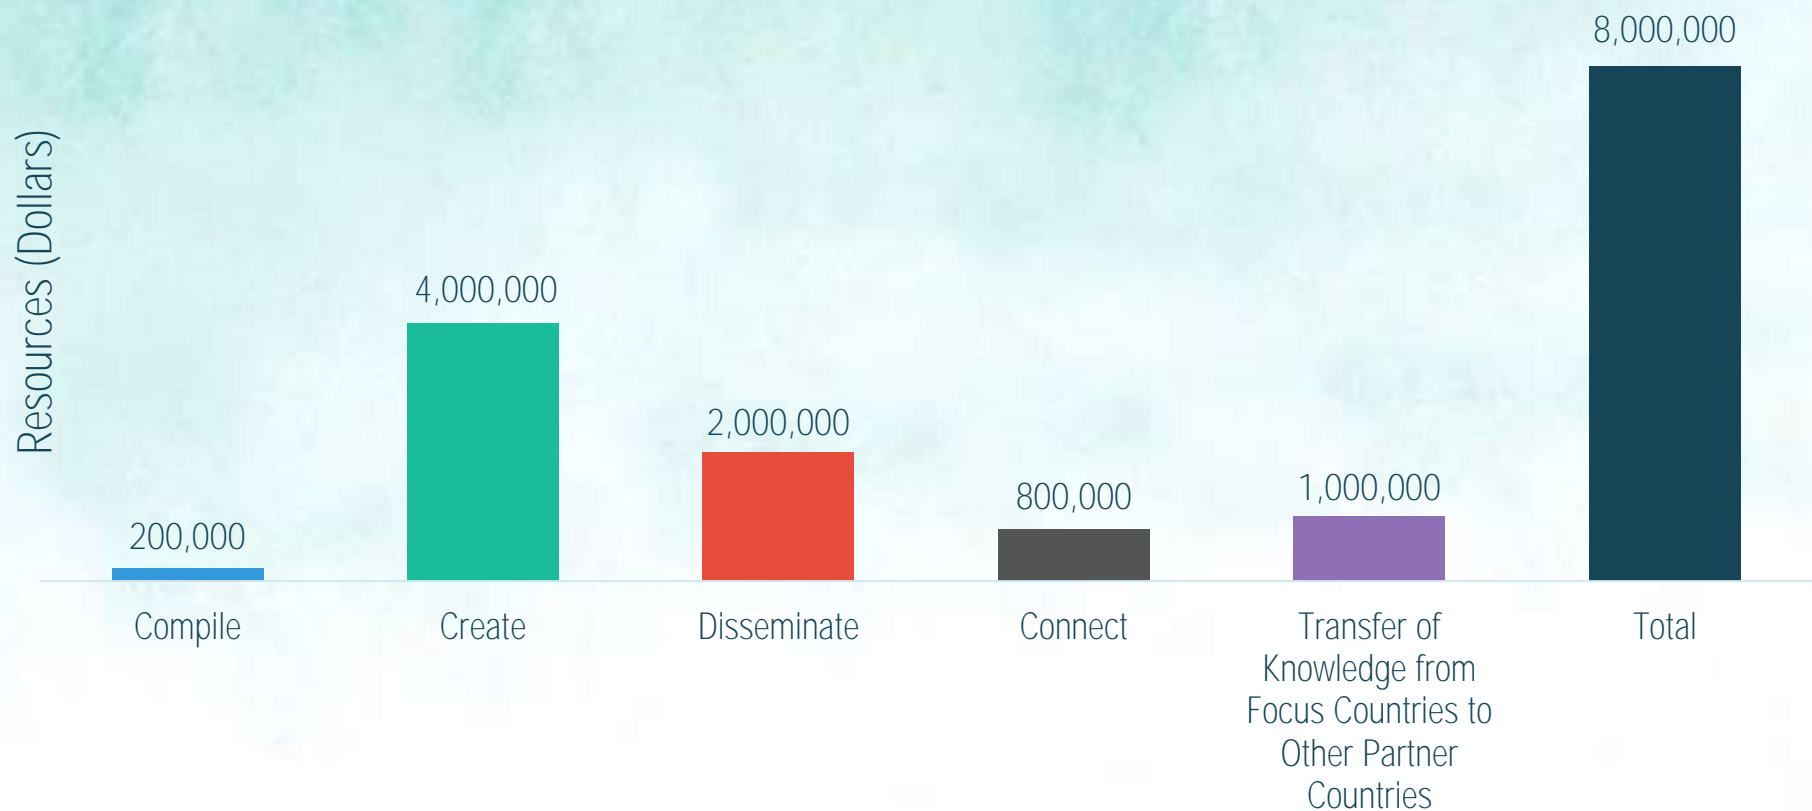 8,000,000
Resources (Dollars)
4,000,000
2,000,000
1,000,000
800,000
200,000
Compile
Create
Disseminate
Connect
Transfer of
Knowledge from
Focus Countries to
Other Partner
Countries
Total